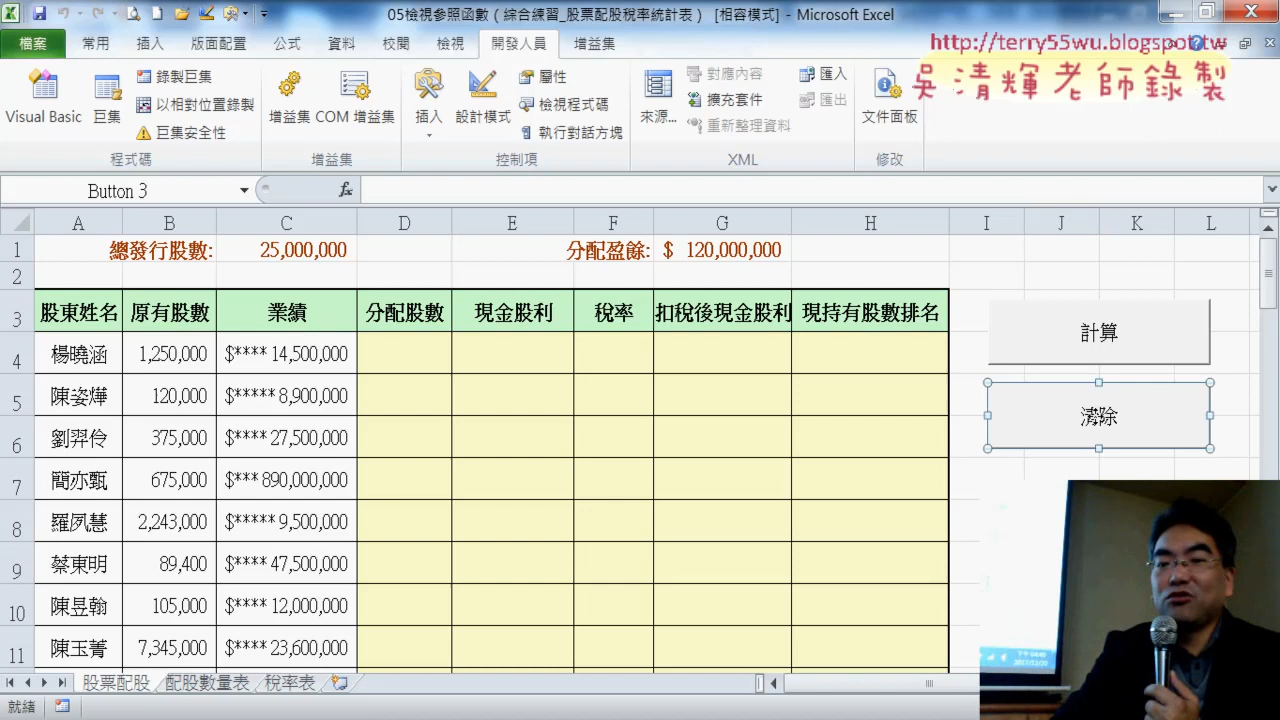 05檢視參照函數（綜合練習_股票配股稅率統計表） [相容模式] - Microsoft Excel
檔案 常用 插入 版面配置 公式 資料 校閱 檢視 開發人員 增益集
http://terry55wu.blogspot.tw
吳清輝老師錄製
Visual Basic 巨集 錄製巨集 以相對位置錄製 巨集安全性
增益集 COM 增益集
插入 設計模式 屬性 檢視程式碼 執行對話方塊
來源... 對應內容 擴充套件 重新整理資料 匯入 匯出
文件面板
程式碼 增益集 控制項 XML 修改
Button 3 fx
A B C D E F G H I J K L
1 總發行股數: 25,000,000 分配盈餘: $ 120,000,000
2
3 股東姓名 原有股數 業績 分配股數 現金股利 稅率 扣稅後現金股利 現持有股數排名
計算
4 楊曉涵 1,250,000 $**** 14,500,000
5 陳姿燁 120,000 $***** 8,900,000
清除
6 劉羿伶 375,000 $**** 27,500,000
7 簡亦甄 675,000 $*** 890,000,000
8 羅夙慧 2,243,000 $***** 9,500,000
9 蔡東明 89,400 $**** 47,500,000
10 陳昱翰 105,000 $**** 12,000,000
11 陳玉菁 7,345,000 $**** 23,600,000
下午 04:46
2017/11/20
股票配股 配股數量表 稅率表
就緒